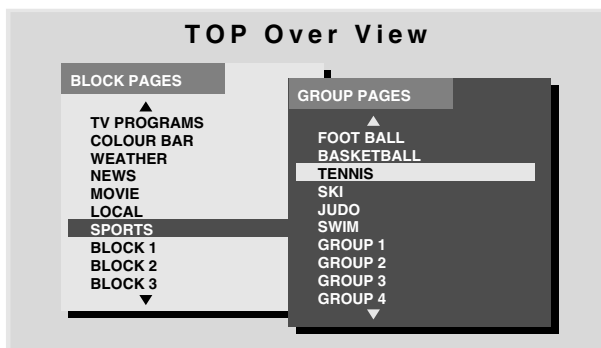 TOP Over View
BLOCK PAGES
TV PROGRAMS
COLOUR BAR
WEATHER
NEWS
MOVIE
LOCAL
SPORTS
BLOCK 1
BLOCK 2
BLOCK 3
GROUP PAGES
FOOT BALL
BASKETBALL
TENNIS
SKI
JUDO
SWIM
GROUP 1
GROUP 2
GROUP 3
GROUP 4